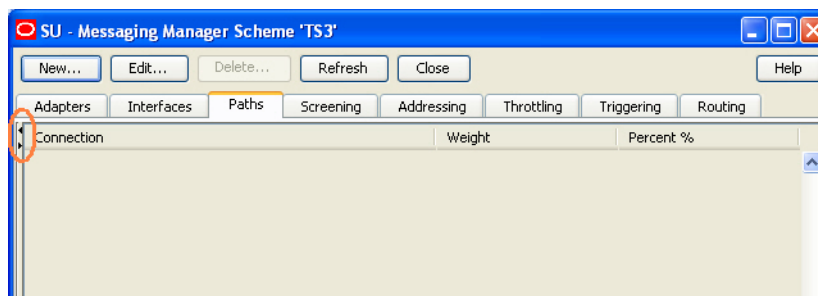 SU - Messaging Manager Scheme 'TS3'
New... Edit... Delete... Refresh Close Help
Adapters Interfaces Paths Screening Addressing Throttling Triggering Routing
Connection Weight Percent %